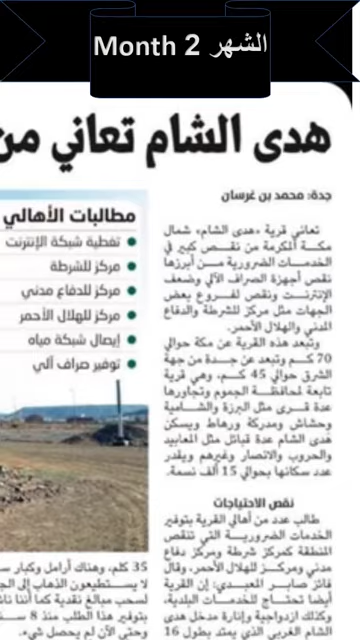 Month 2 الشهر
هدى الشام تعاني من
جدة: محمد بن غرسان
تعاني قرية «هدى الشام» شمال
مكة المكرمة من نقص كبير في
الخدمات الضرورية من أبرزها
نقص أجهزة الصراف الآلي وضعف
الإنترنت ونقص لفروع بعض
الجهات مثل مركز للشرطة والدفاع
المدني والهلال الأحمر.
وتبعد هذه القرية عن مكة حوالي
70 كم وتبعد عن جدة من جهة
الشرق حوالي 45 كم، وهي قرية
تابعة لمحافظة الجموم وتجاورها
عدة قرى مثل البرزة والشامية
وحشاش ومدركة ورهاط ويسكن
هدى الشام عدة قبائل مثل المعابيد
والحروب والانصار وغيرهم ويقدر
عدد سكانها بحوالي 15 ألف نسمة.
نقص الاحتياجات
طالب عدد من أهالي القرية بتوفير
الخدمات الضرورية التي تنقص
المنطقة كمركز شرطة ومركز دفاع
مدني ومركز للهلال الأحمر، وقال
فائز صابر المعبدي: إن القرية
أيضا تحتاج للخدمات البلدية،
وكذلك ازدواجية وإنارة مدخل هدى
الشام الغربي الذي يمتد بطول 16
مطالبات الأهالي
تغطية شبكة الإنترنت
مركز للشرطة
مركز للدفاع مدني
مركز للهلال الأحمر
إيصال شبكة مياه
توفير صراف آلي
35 كلم، وهناك أرامل وكبار
لا يستطيعون الذهاب إلى
لسحب مبالغ نقدية كما أننا
بتوفير هذا الطلب منذ 8
وحتى الآن لم يحصل شيء.